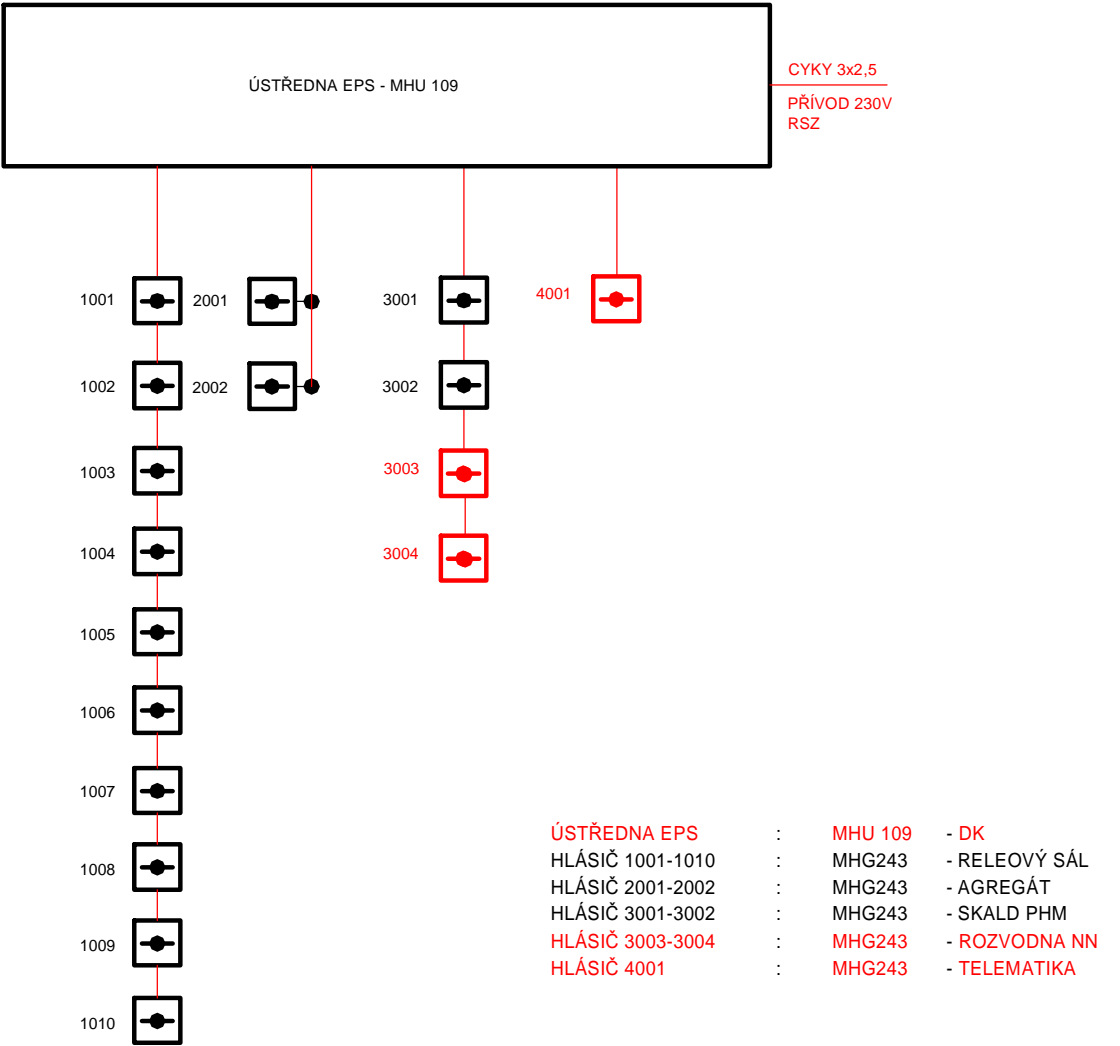 ÚSTŘEDNA EPS - MHU 109
CYKY 3x2,5
PŘÍVOD 230V
RSZ
1001
2001
3001
4001
1002
2002
3002
1003
3003
1004
3004
1005
1006
1007
1008
1009
1010
ÚSTŘEDNA EPS : MHU 109 - DK
HLÁSIČ 1001-1010 : MHG243 - RELEOVÝ SÁL
HLÁSIČ 2001-2002 : MHG243 - AGREGÁT
HLÁSIČ 3001-3002 : MHG243 - SKALD PHM
HLÁSIČ 3003-3004 : MHG243 - ROZVODNA NN
HLÁSIČ 4001 : MHG243 - TELEMATIKA